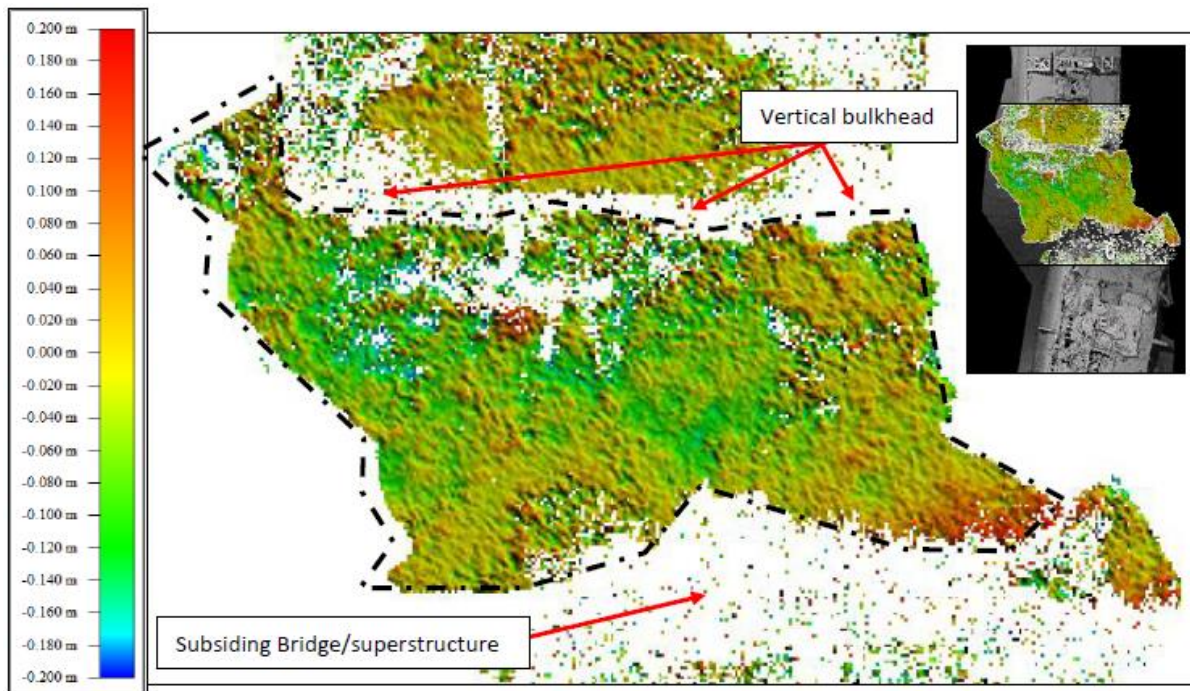 0.200 m
0.180 m
0.160 m
0.140 m
0.120 m
0.100 m
0.080 m
0.060 m
0.040 m
0.020 m
0.000 m
-0.020 m
-0.040 m
-0.060 m
-0.080 m
-0.100 m
-0.120 m
-0.140 m
-0.160 m
-0.180 m
-0.200 m
Vertical bulkhead
Subsiding Bridge/superstructure